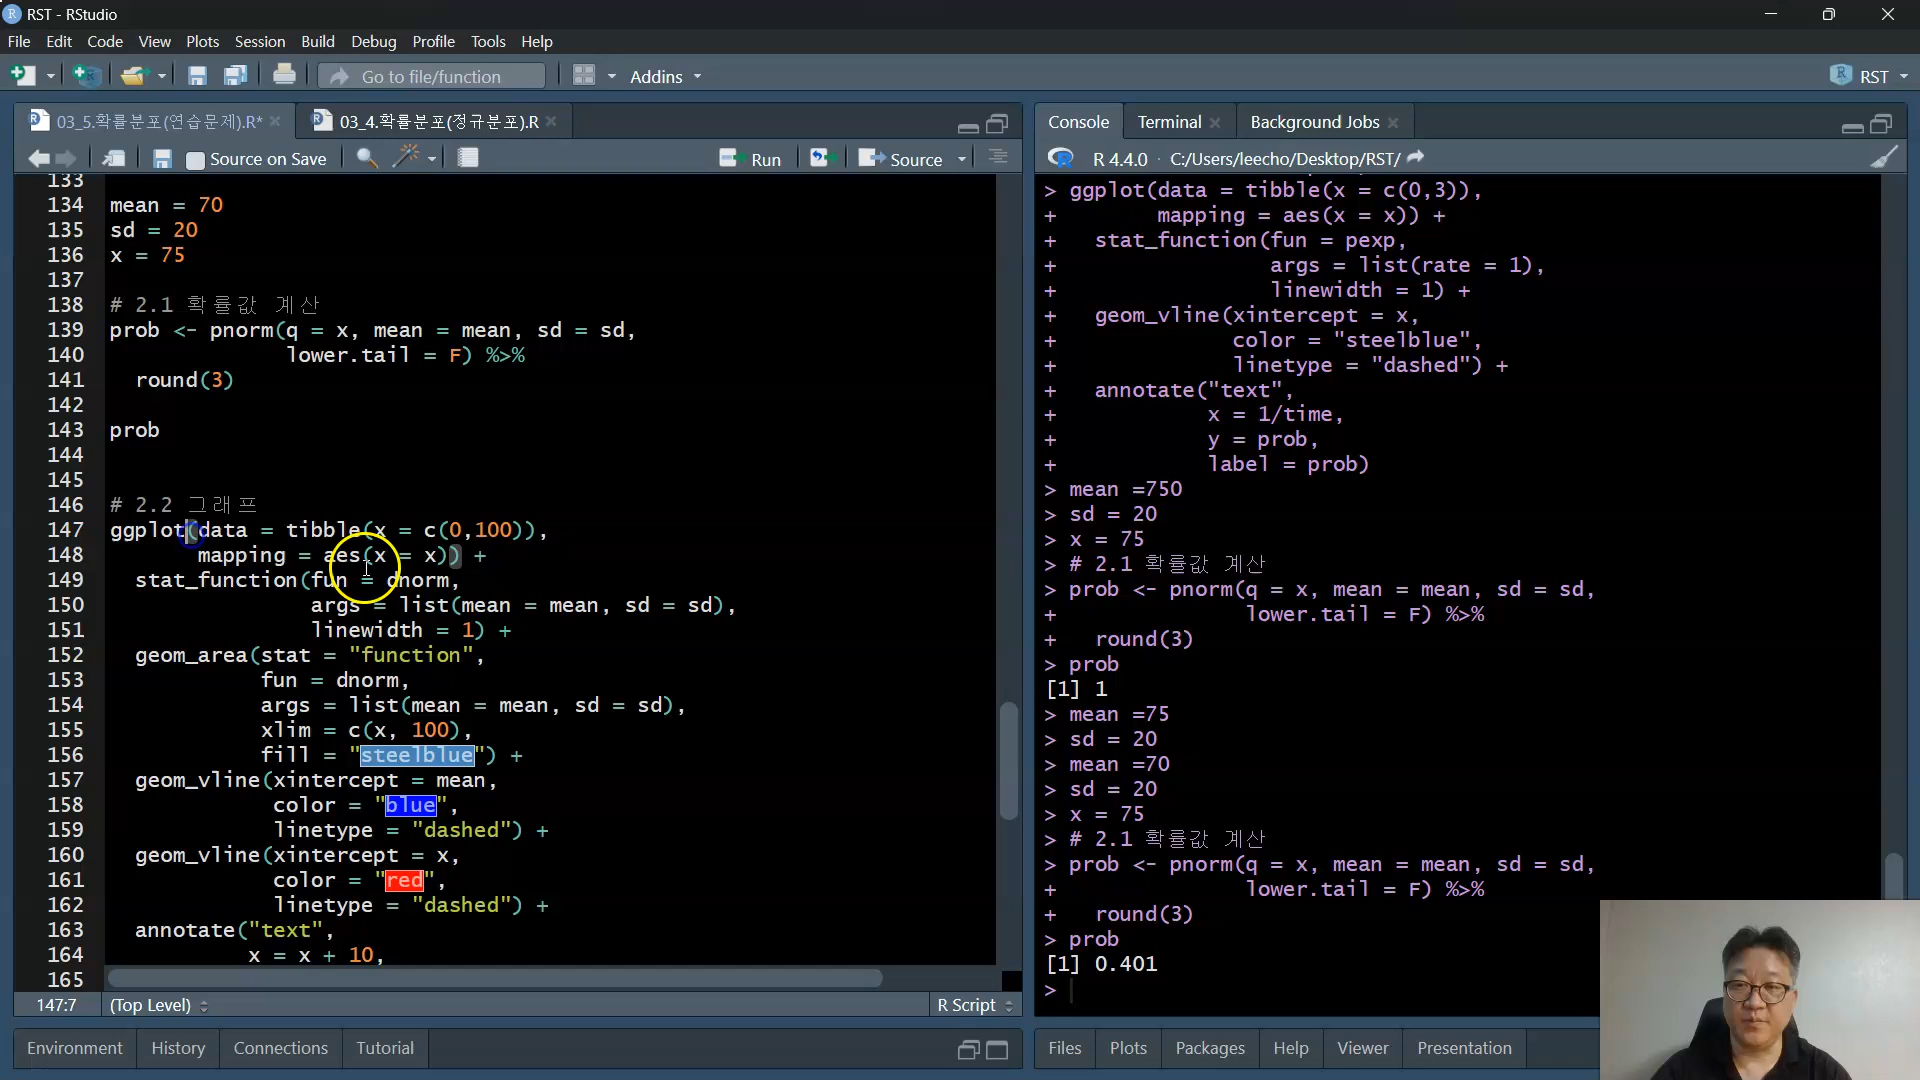 RST - RStudio
File Edit Code View Plots Session Build Debug Profile Tools Help
Go to file/function
Addins
RST
03_5.확률분포(연습문제).R*
03_4.확률분포(정규분포).R
Source on Save
Run
Source
133
134 mean = 70
135 sd = 20
136 x = 75
137
138 # 2.1 확률값 계산
139 prob <- pnorm(q = x, mean = mean, sd = sd,
140 lower.tail = F) %>%
141 round(3)
142
143 prob
144
145
146 # 2.2 그래프
147 ggplot(data = tibble(x = c(0,100)),
148 mapping = aes(x = x)) +
149 stat_function(fun = dnorm,
150 args = list(mean = mean, sd = sd),
151 linewidth = 1) +
152 geom_area(stat = "function",
153 fun = dnorm,
154 args = list(mean = mean, sd = sd),
155 xlim = c(x, 100),
156 fill = "steelblue") +
157 geom_vline(xintercept = mean,
158 color = "blue",
159 linetype = "dashed") +
160 geom_vline(xintercept = x,
161 color = "red",
162 linetype = "dashed") +
163 annotate("text",
164 x = x + 10,
165
147:7 (Top Level) R Script
Environment History Connections Tutorial
Console Terminal Background Jobs
R 4.4.0 · C:/Users/leecho/Desktop/RST/
> ggplot(data = tibble(x = c(0,3)),
+ mapping = aes(x = x)) +
+ stat_function(fun = pexp,
+ args = list(rate = 1),
+ linewidth = 1) +
+ geom_vline(xintercept = x,
+ color = "steelblue",
+ linetype = "dashed") +
+ annotate("text",
+ x = 1/time,
+ y = prob,
+ label = prob)
> mean =750
> sd = 20
> x = 75
> # 2.1 확률값 계산
> prob <- pnorm(q = x, mean = mean, sd = sd,
+ lower.tail = F) %>%
+ round(3)
> prob
[1] 1
> mean =75
> sd = 20
> mean =70
> sd = 20
> x = 75
> # 2.1 확률값 계산
> prob <- pnorm(q = x, mean = mean, sd = sd,
+ lower.tail = F) %>%
+ round(3)
> prob
[1] 0.401
>
Files Plots Packages Help Viewer Presentation